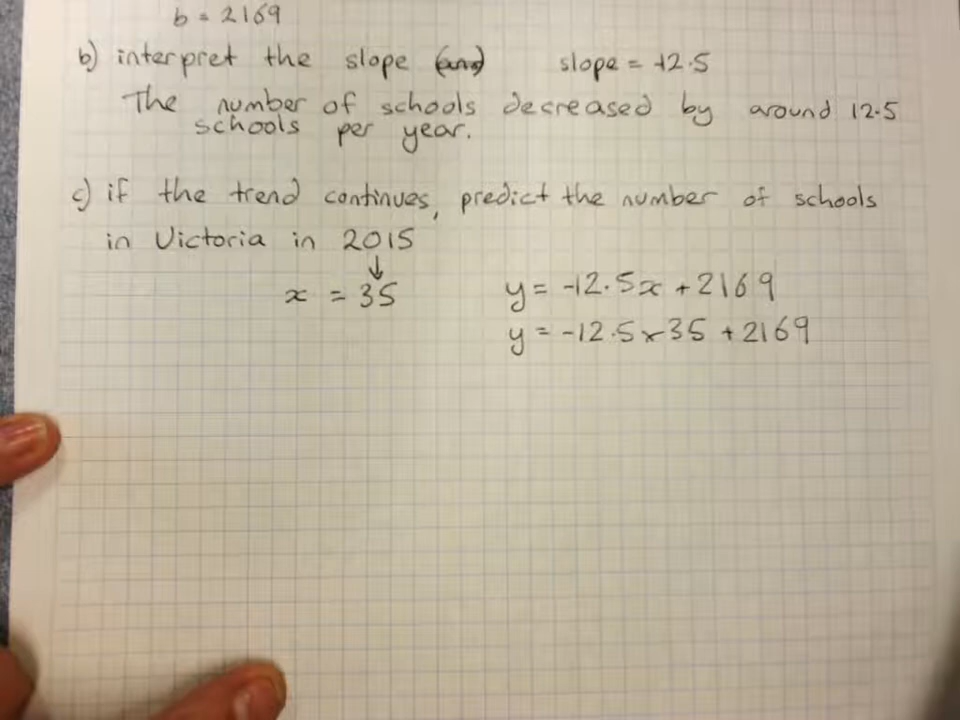 b = 2169
b) interpret the slope (and) slope = -12.5
The number of schools decreased by around 12.5
schools per year.
c) if the trend continues, predict the number of schools
in Victoria in 2015
↓
x = 35 y = -12.5x + 2169
y = -12.5 x 35 + 2169